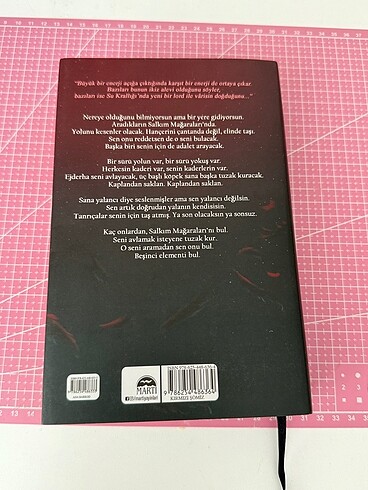 "Büyük bir enerji açığa çıktığında karşıt bir enerji de ortaya çıkar.
Bazıları bunun ikiz alevi olduğunu söyler,
bazıları ise Su Krallığı'nda yeni bir lord ile vârisin doğduğunu..."
Nereye olduğunu bilmiyorsun ama bir yere gidiyorsun.
Aradıkların Salkım Mağaraları'nda.
Yolunu kesenler olacak. Hançerini çantanda değil, elinde taşı.
Sen onu reddetsen de o seni bulacak.
Başka biri senin için de adalet arayacak.
Bir sürü yolun var, bir sürü yokuş var.
Herkesin kaderi var, senin kaderlerin var.
Ejderha seni avlayacak, üç başlı köpek sana başka tuzak kuracak.
Kaplandan saklan. Kaplandan saklan.
Sana yalancı diye seslenmişler ama sen yalancı değilsin.
Sen artık doğrudan yalanın kendisisin.
Tanrıçalar senin için taş atmış. Ya son olacaksın ya sonsuz.
Kaç onlardan, Salkım Mağaraları'nı bul.
Seni avlamak isteyene tuzak kur.
O seni aramadan sen onu bul.
Beşinci elementi bul.
MARTI
martiyayinlari
KIRMIZI ŞÖMİZ